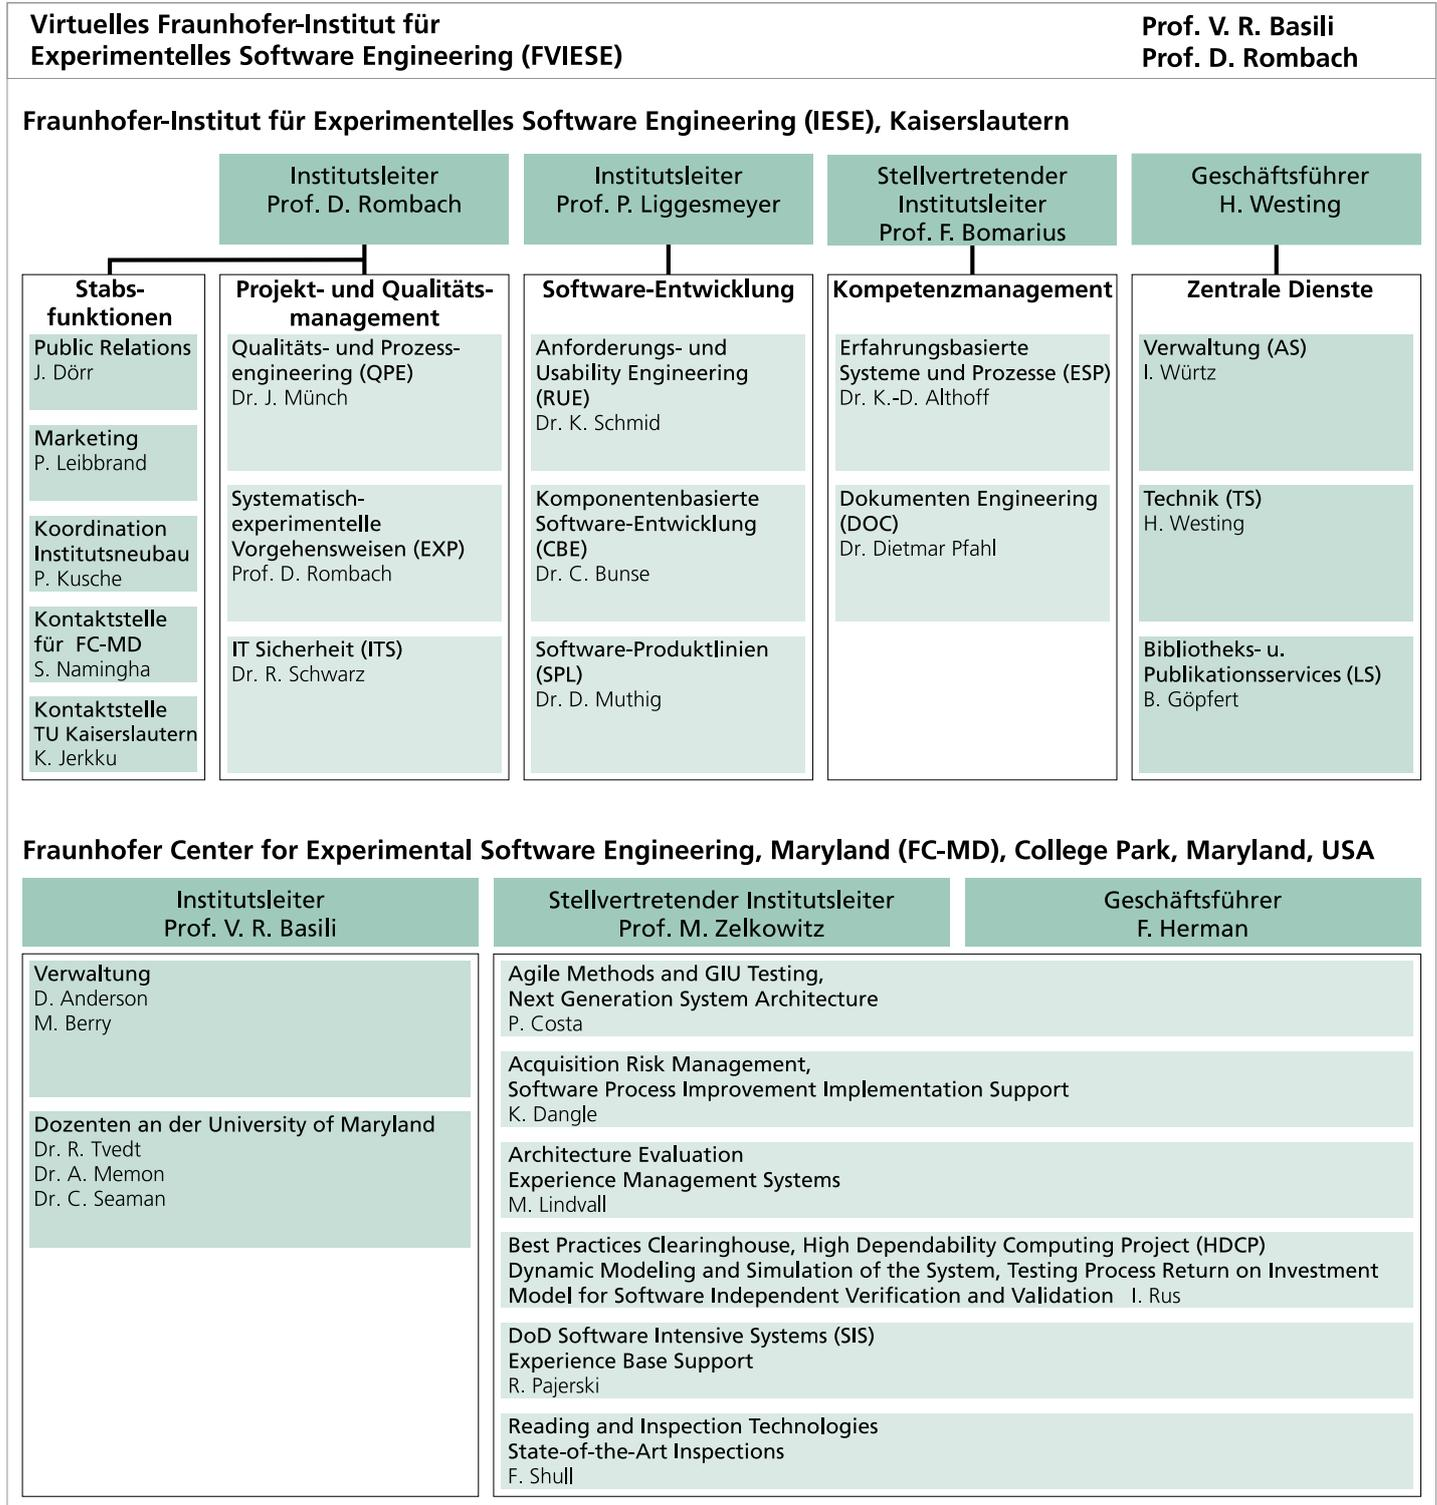 Virtuelles Fraunhofer-Institut für
Experimentelles Software Engineering (FVIESE)
Prof. V. R. Basili
Prof. D. Rombach
Fraunhofer-Institut für Experimentelles Software Engineering (IESE), Kaiserslautern
Institutsleiter
Prof. D. Rombach
Institutsleiter
Prof. P. Liggesmeyer
Stellvertretender
Institutsleiter
Prof. F. Bomarius
Geschäftsführer
H. Westing
Stabs-
funktionen
Public Relations
J. Dörr
Marketing
P. Leibbrand
Koordination
Institutsneubau
P. Kusche
Kontaktstelle
für FC-MD
S. Namingha
Kontaktstelle
TU Kaiserslautern
K. Jerkku
Projekt- und Qualitäts-
management
Qualitäts- und Prozess-
engineering (QPE)
Dr. J. Münch
Systematisch-
experimentelle
Vorgehensweisen (EXP)
Prof. D. Rombach
IT Sicherheit (ITS)
Dr. R. Schwarz
Software-Entwicklung
Anforderungs- und
Usability Engineering
(RUE)
Dr. K. Schmid
Komponentenbasierte
Software-Entwicklung
(CBE)
Dr. C. Bunse
Software-Produktlinien
(SPL)
Dr. D. Muthig
Kompetenzmanagement
Erfahrungsbasierte
Systeme und Prozesse (ESP)
Dr. K.-D. Althoff
Dokumenten Engineering
(DOC)
Dr. Dietmar Pfahl
Zentrale Dienste
Verwaltung (AS)
I. Würtz
Technik (TS)
H. Westing
Bibliotheks- u.
Publikationsservices (LS)
B. Göpfert
Fraunhofer Center for Experimental Software Engineering, Maryland (FC-MD), College Park, Maryland, USA
Institutsleiter
Prof. V. R. Basili
Stellvertretender Institutsleiter
Prof. M. Zelkowitz
Geschäftsführer
F. Herman
Verwaltung
D. Anderson
M. Berry
Dozenten an der University of Maryland
Dr. R. Tvedt
Dr. A. Memon
Dr. C. Seaman
Agile Methods and GIU Testing,
Next Generation System Architecture
P. Costa
Acquisition Risk Management,
Software Process Improvement Implementation Support
K. Dangle
Architecture Evaluation
Experience Management Systems
M. Lindvall
Best Practices Clearinghouse, High Dependability Computing Project (HDCP)
Dynamic Modeling and Simulation of the System, Testing Process Return on Investment
Model for Software Independent Verification and Validation I. Rus
DoD Software Intensive Systems (SIS)
Experience Base Support
R. Pajerski
Reading and Inspection Technologies
State-of-the-Art Inspections
F. Shull